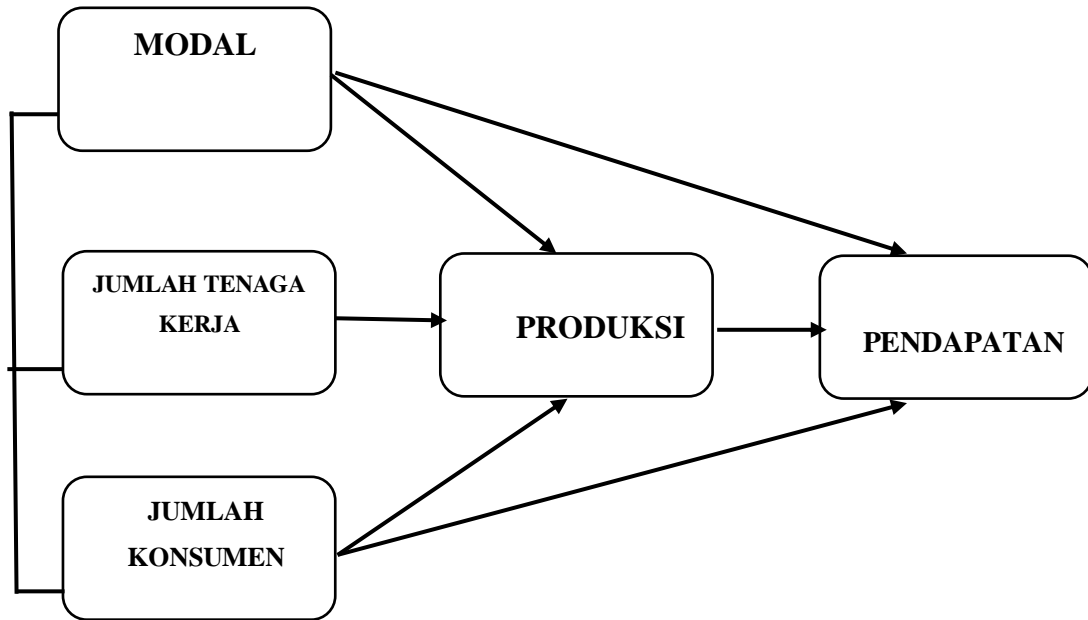 MODAL
JUMLAH TENAGA
KERJA
PRODUKSI
PENDAPATAN
JUMLAH
KONSUMEN